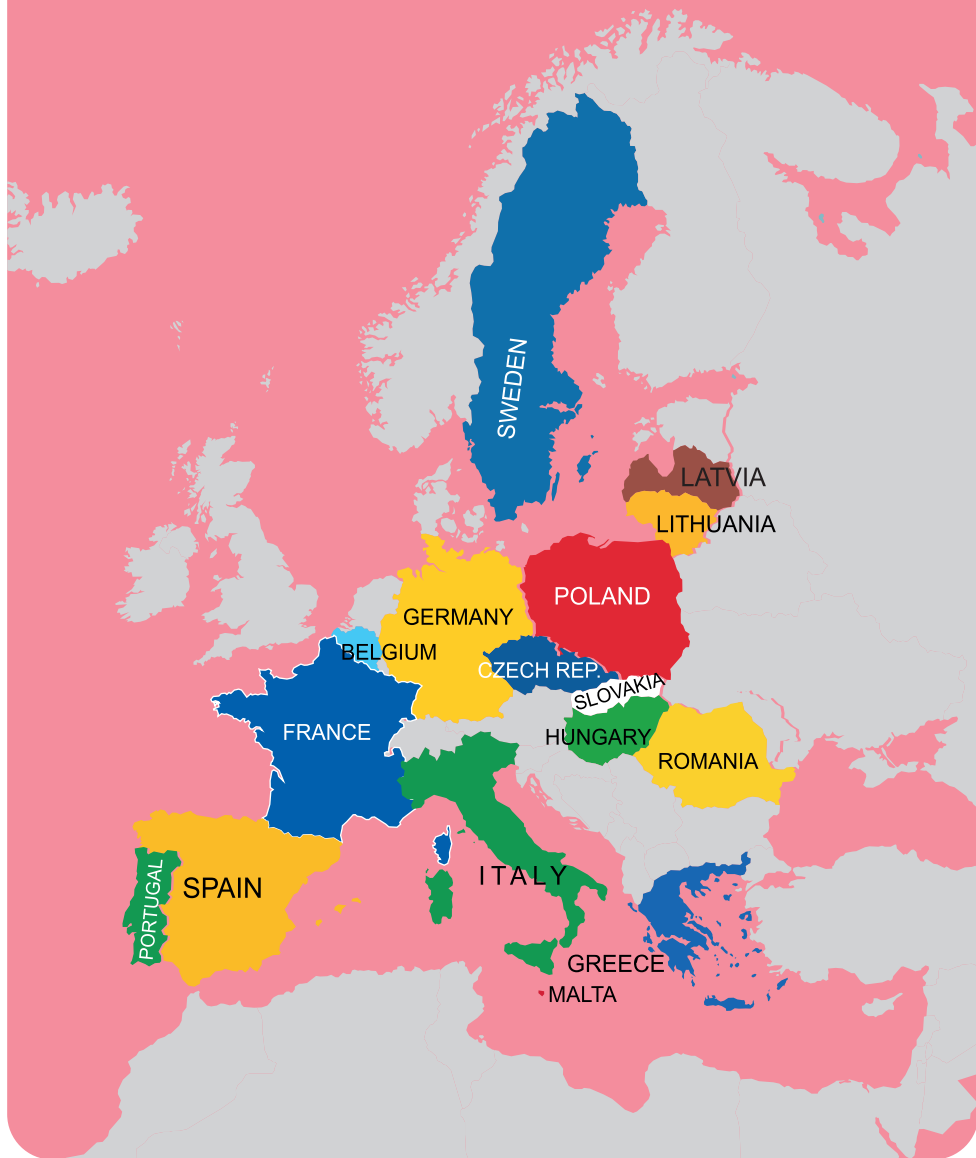 SWEDEN
LATVIA
LITHUANIA
POLAND
GERMANY
BELGIUM
CZECH REP.
SLOVAKIA
FRANCE
HUNGARY
ROMANIA
ITALY
SPAIN
PORTUGAL
GREECE
MALTA